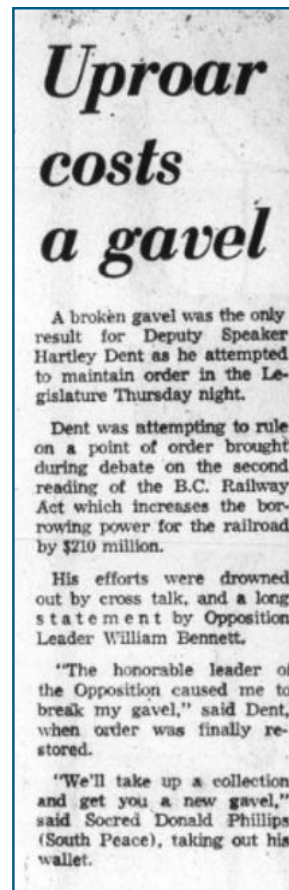 Uproar
costs
a gavel
A broken gavel was the only
result for Deputy Speaker
Hartley Dent as he attempted
to maintain order in the Le-
gislature Thursday night.
Dent was attempting to rule
on a point of order brought
during debate on the second
reading of the B.C. Railway
Act which increases the bor-
rowing power for the railroad
by $210 million.
His efforts were drowned
out by cross talk, and a long
statement by Opposition
Leader William Bennett.
"The honorable leader of
the Opposition caused me to
break my gavel," said Dent,
when order was finally re-
stored.
"We'll take up a collection
and get you a new gavel,"
said Socred Donald Phillips
(South Peace), taking out his
wallet.